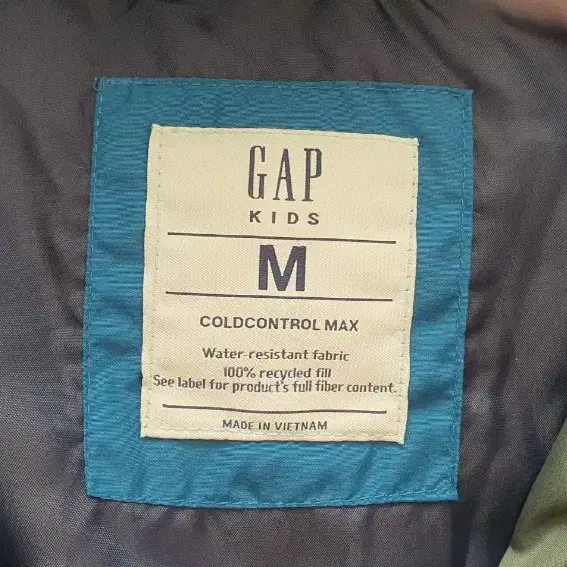 GAP
KIDS
M
COLDCONTROL MAX
Water-resistant fabric
100% recycled fill
See label for product's full fiber content.
MADE IN VIETNAM